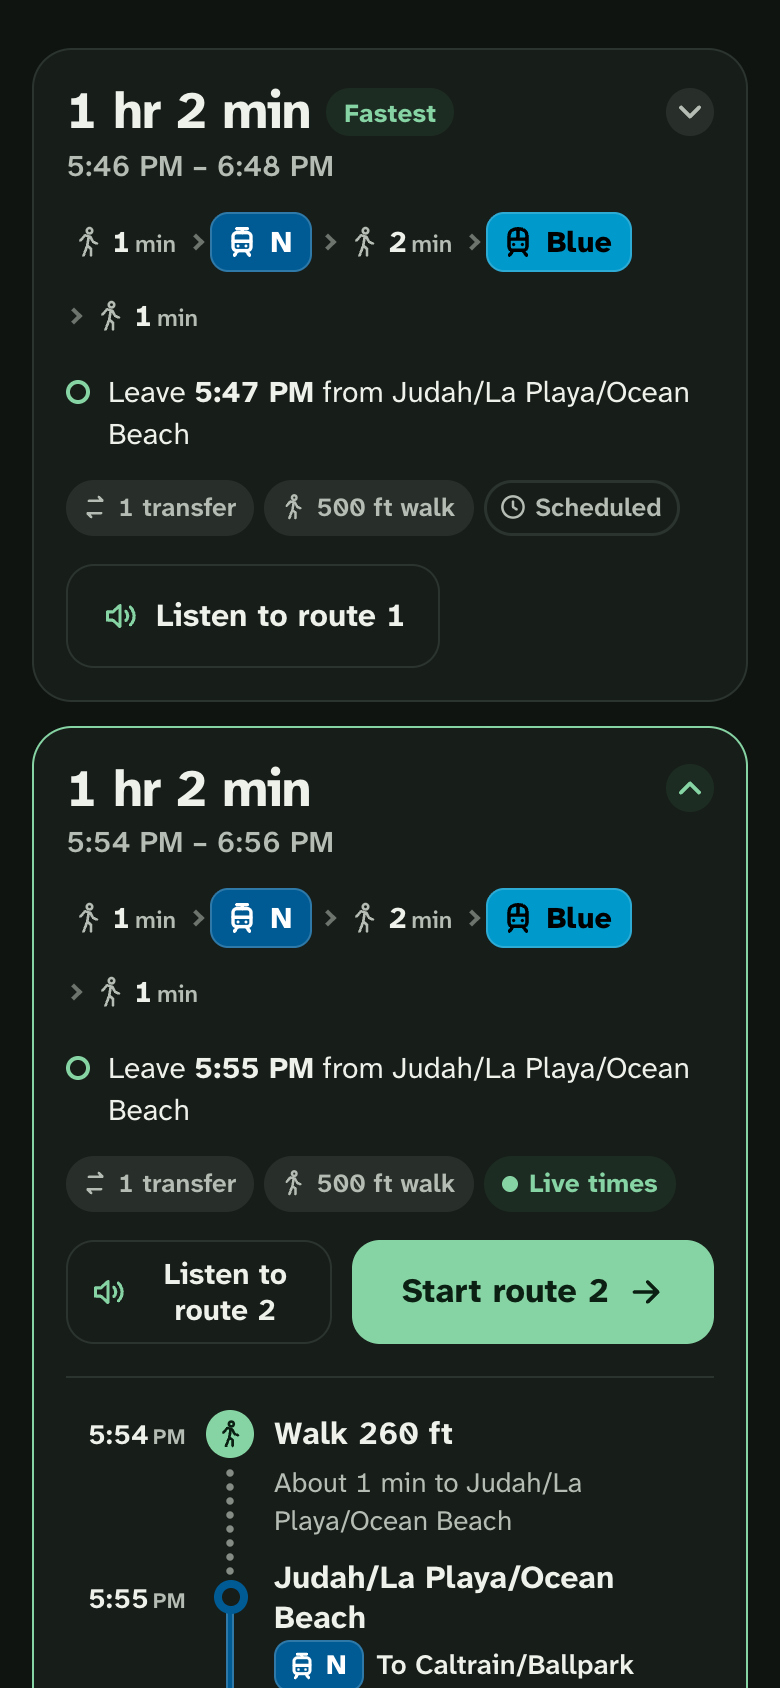 1 hr 2 min Fastest
5:46 PM – 6:48 PM
1 min > N > 2 min > Blue
> 1 min
Leave 5:47 PM from Judah/La Playa/Ocean
Beach
1 transfer 500 ft walk Scheduled
Listen to route 1
1 hr 2 min
5:54 PM – 6:56 PM
1 min > N > 2 min > Blue
> 1 min
Leave 5:55 PM from Judah/La Playa/Ocean
Beach
1 transfer 500 ft walk Live times
Listen to
route 2
Start route 2 →
5:54 PM Walk 260 ft
About 1 min to Judah/La
Playa/Ocean Beach
5:55 PM Judah/La Playa/Ocean
Beach
N To Caltrain/Ballpark